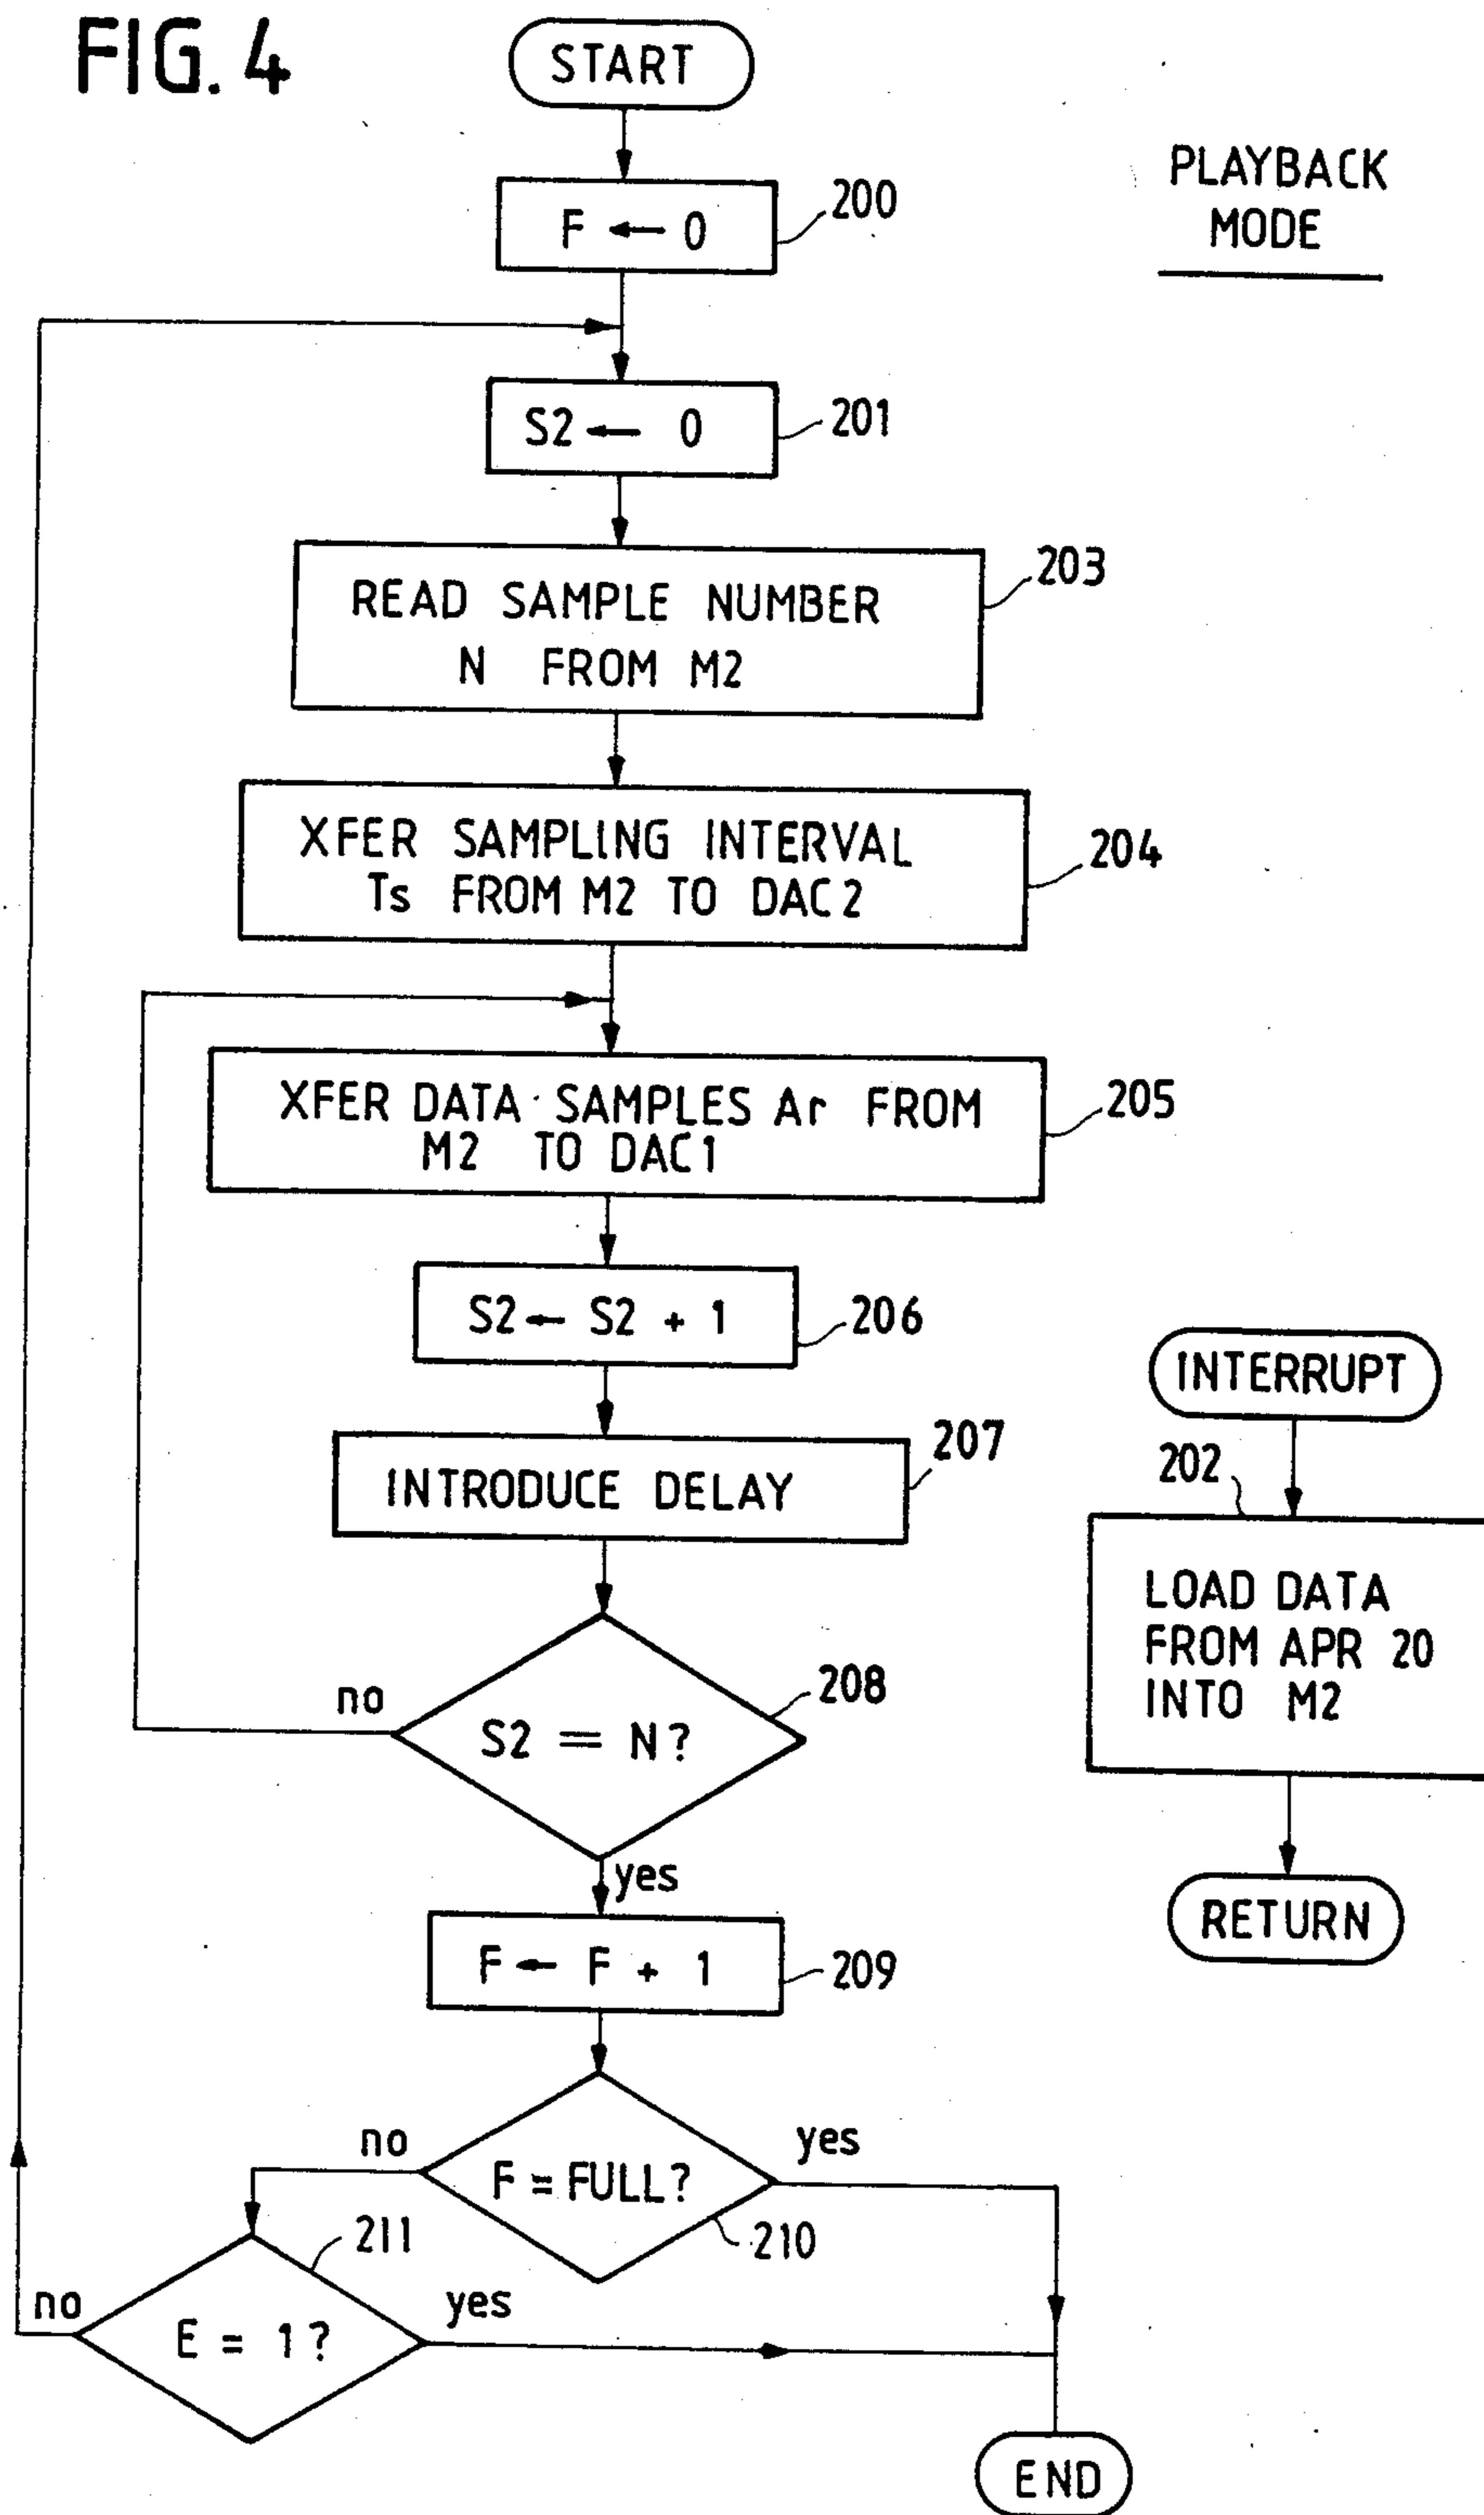 FIG. 4
START
PLAYBACK
MODE
F ← 0
200
S2 ← 0
201
READ SAMPLE NUMBER
N FROM M2
203
XFER SAMPLING INTERVAL
Ts FROM M2 TO DAC2
204
XFER DATA SAMPLES Ar FROM
M2 TO DAC1
205
S2 ← S2 + 1
206
INTERRUPT
INTRODUCE DELAY
207
202
LOAD DATA
FROM APR 20
INTO M2
RETURN
S2 = N?
208
no
yes
F ← F + 1
209
F = FULL?
210
no
yes
E = 1?
211
no
yes
END